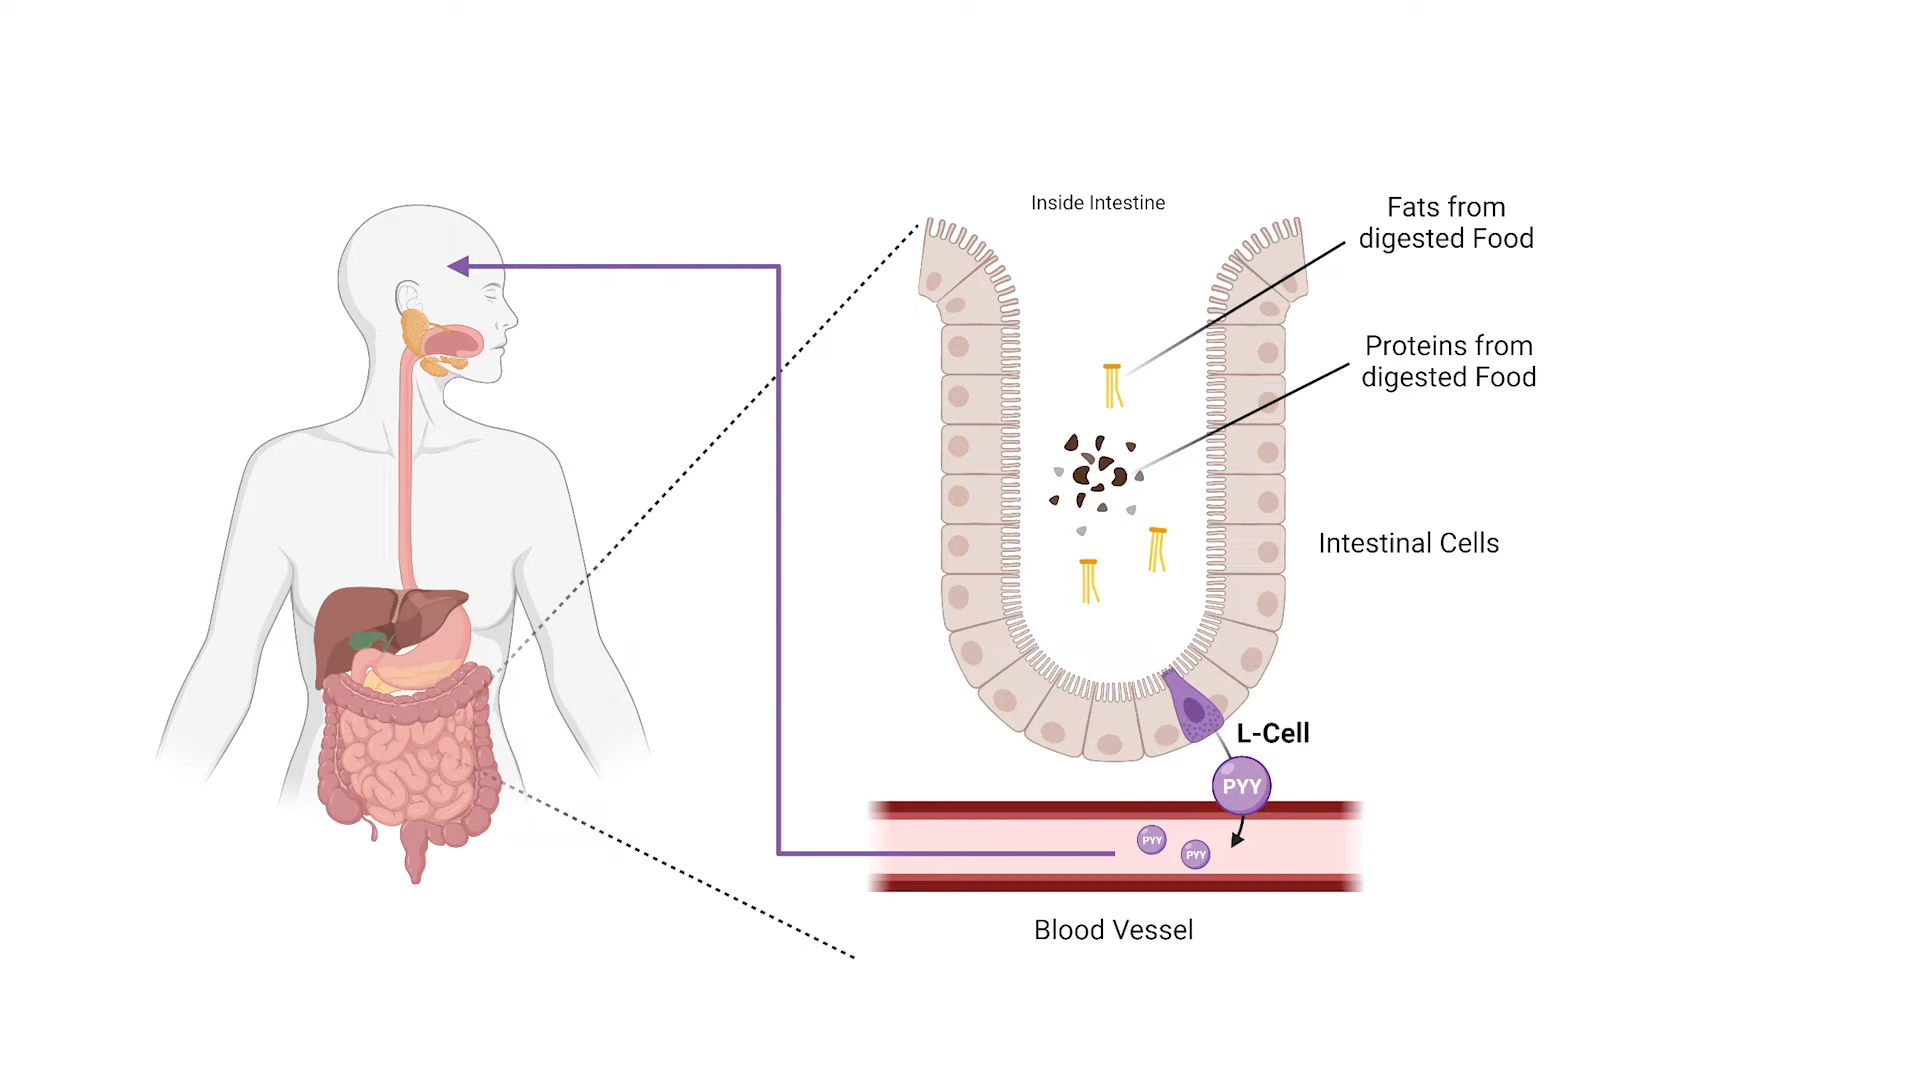 Inside Intestine
Fats from
digested Food
Proteins from
digested Food
Intestinal Cells
L-Cell
PYY
PYY
PYY
Blood Vessel